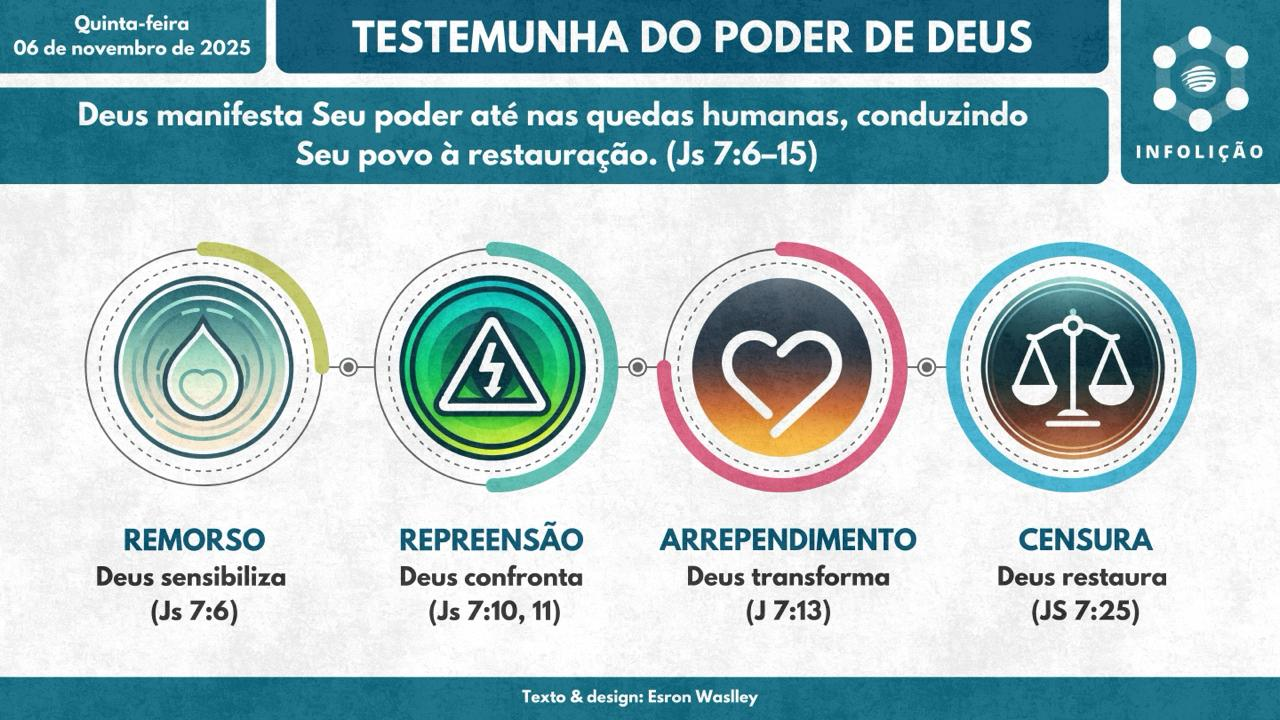 Quinta-feira
06 de novembro de 2025
TESTEMUNHA DO PODER DE DEUS
Deus manifesta Seu poder até nas quedas humanas, conduzindo
Seu povo à restauração. (Js 7:6–15)
INFOLIÇÃO
REMORSO
Deus sensibiliza
(Js 7:6)
REPREENSÃO
Deus confronta
(Js 7:10, 11)
ARREPENDIMENTO
Deus transforma
(J 7:13)
CENSURA
Deus restaura
(JS 7:25)
Texto & design: Esron Waslley